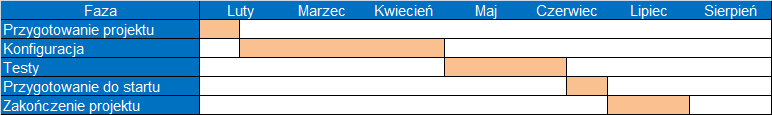 Faza Luty Marzec Kwiecień Maj Czerwiec Lipiec Sierpień
Przygotowanie projektu
Konfiguracja
Testy
Przygotowanie do startu
Zakończenie projektu